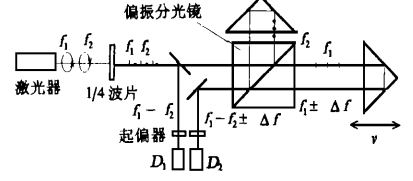 偏振分光镜
f₁ f₂ f₁ f₂ f₂ f₁
激光器
1/4 波片
f₁− f₂ f₁−f₂± Δf f₁± Δf
起偏器
D₁ D₂
v